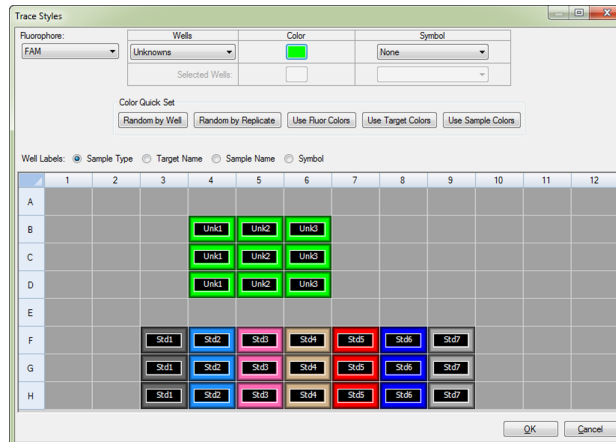 Trace Styles
Fluorophore:
FAM
Wells Color Symbol
Unknowns None
Selected Wells:
Color Quick Set
Random by Well Random by Replicate Use Fluor Colors Use Target Colors Use Sample Colors
Well Labels: Sample Type Target Name Sample Name Symbol
1 2 3 4 5 6 7 8 9 10 11 12
A
B Unk1 Unk2 Unk3
C Unk1 Unk2 Unk3
D Unk1 Unk2 Unk3
E
F Std1 Std2 Std3 Std4 Std5 Std6 Std7
G Std1 Std2 Std3 Std4 Std5 Std6 Std7
H Std1 Std2 Std3 Std4 Std5 Std6 Std7
OK Cancel